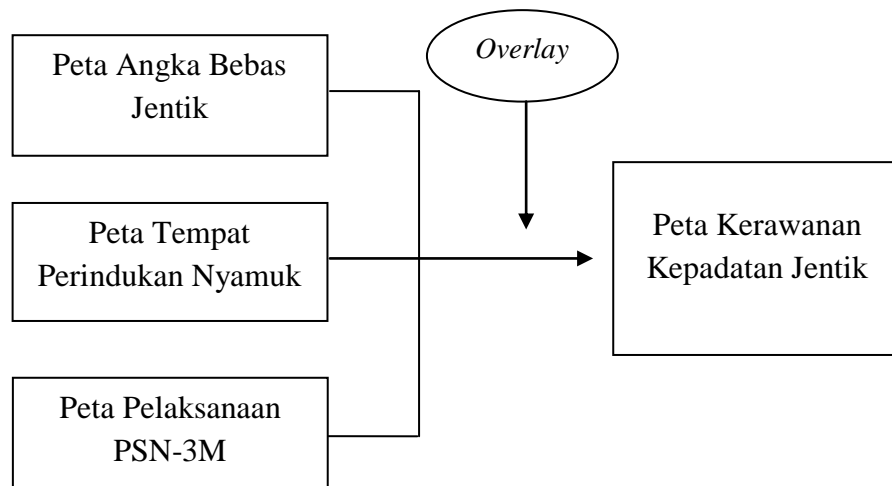 Peta Angka Bebas
Jentik
Overlay
Peta Tempat
Perindukan Nyamuk
Peta Kerawanan
Kepadatan Jentik
Peta Pelaksanaan
PSN-3M